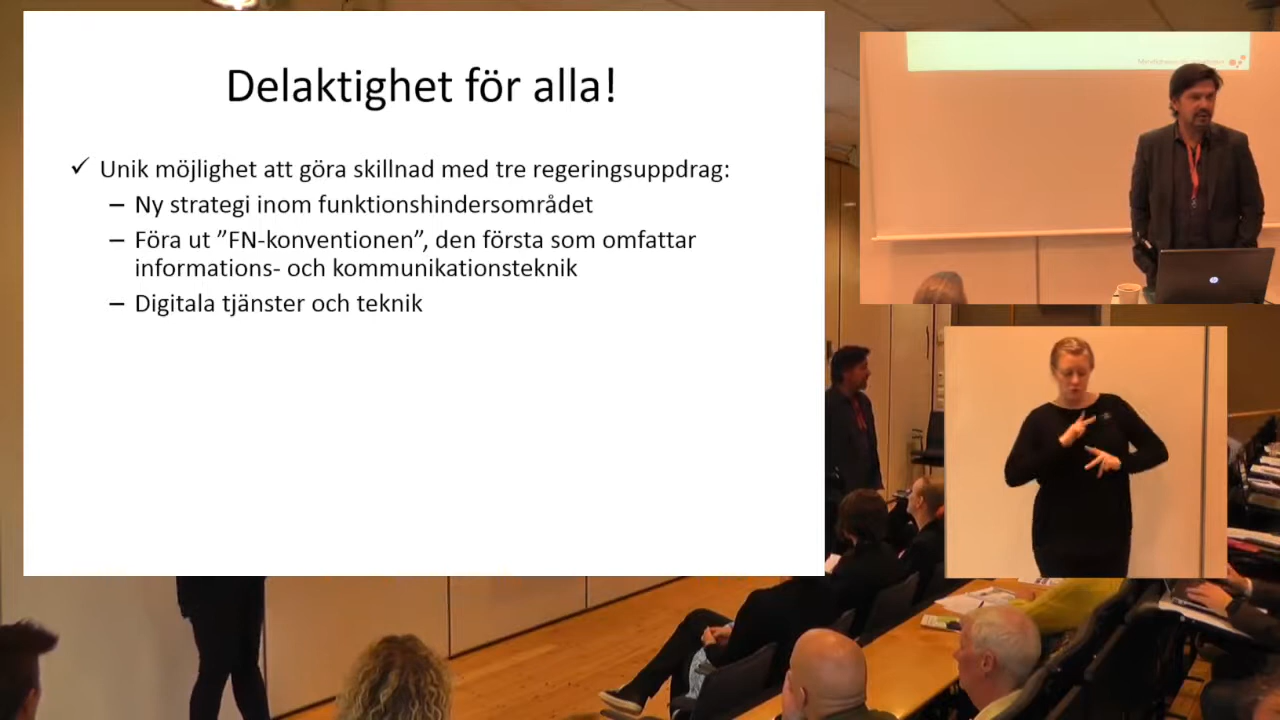 Delaktighet för alla!
✓ Unik möjlighet att göra skillnad med tre regeringsuppdrag:
– Ny strategi inom funktionshindersområdet
– Föra ut ”FN-konventionen”, den första som omfattar
informations- och kommunikationsteknik
– Digitala tjänster och teknik